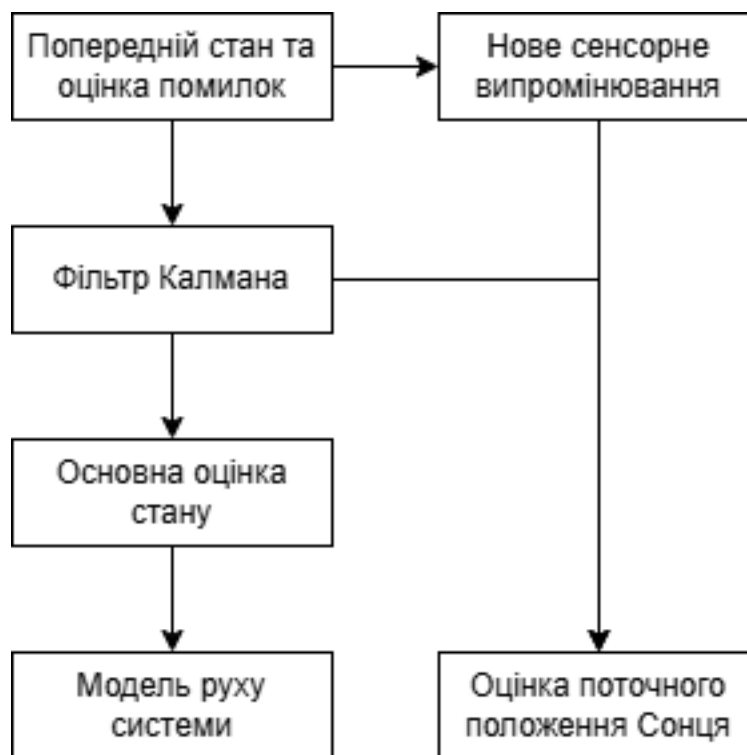 Попередній стан та
оцінка помилок
Нове сенсорне
випромінювання
Фільтр Калмана
Основна оцінка
стану
Модель руху
системи
Оцінка поточного
положення Сонця